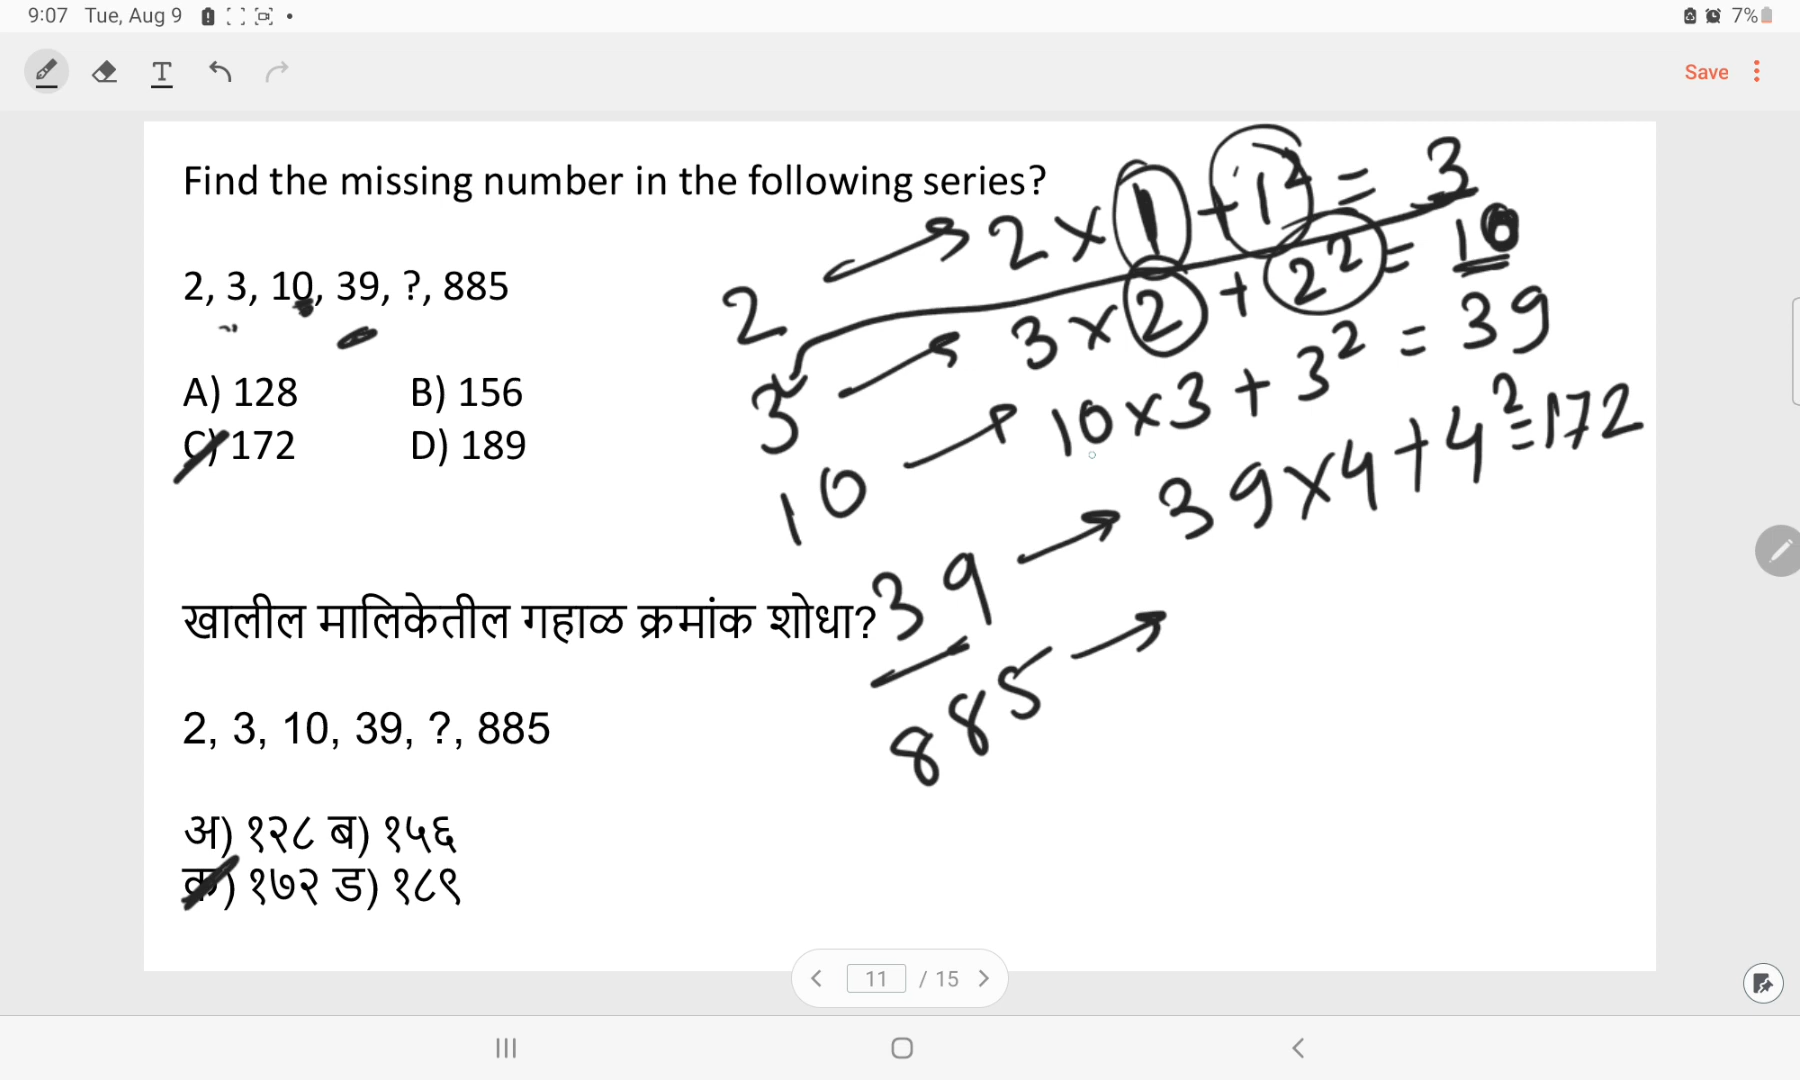 9:07 Tue, Aug 9
7%
Save
Find the missing number in the following series?
2, 3, 10, 39, ?, 885
A) 128 B) 156
C) 172 D) 189
2 → 2 × 1 + 1² = 3
3 → 3 × 2 + 2² = 10
10 → 10 × 3 + 3² = 39
39 → 39 × 4 + 4² = 172
885 →
खालील मालिकेतील गहाळ क्रमांक शोधा?
2, 3, 10, 39, ?, 885
अ) १२८ ब) १५६
क) १७२ ड) १८९
11 / 15